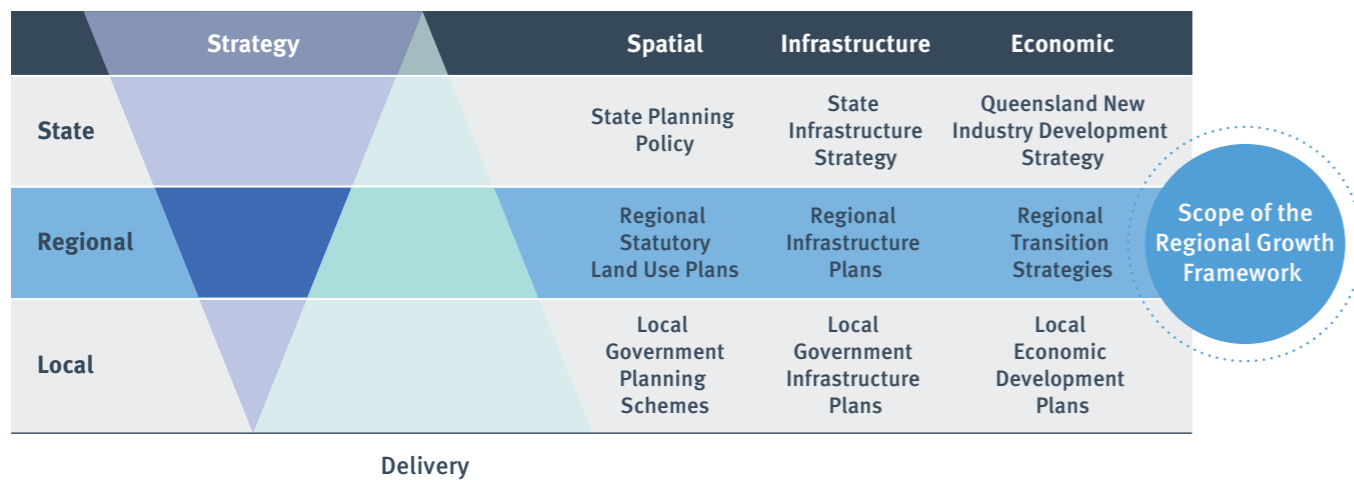 Strategy
Spatial
Infrastructure
Economic
State
State Planning
Policy
State
Infrastructure
Strategy
Queensland New
Industry Development
Strategy
Regional
Regional
Statutory
Land Use Plans
Regional
Infrastructure
Plans
Regional
Transition
Strategies
Scope of the
Regional Growth
Framework
Local
Local
Government
Planning
Schemes
Local
Government
Infrastructure
Plans
Local
Economic
Development
Plans
Delivery